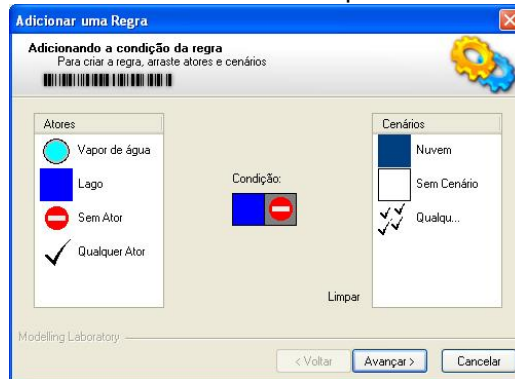 Adicionar uma Regra
Adicionando a condição da regra
Para criar a regra, arraste atores e cenários
Atores
Vapor de água
Lago
Sem Ator
Qualquer Ator
Condição:
Cenários
Nuvem
Sem Cenário
Qualqu...
Limpar
Modelling Laboratory
< Voltar
Avançar >
Cancelar